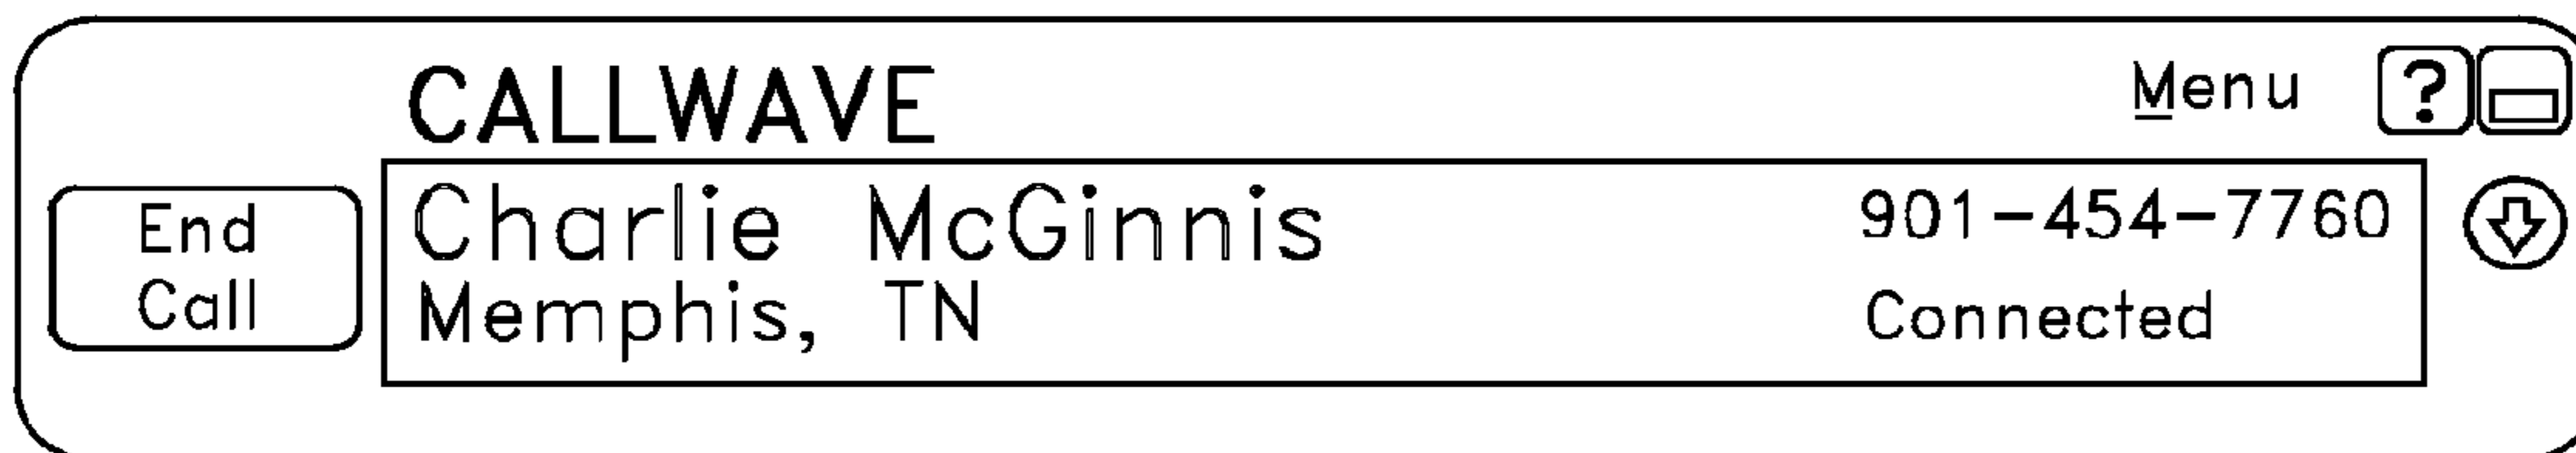 CALLWAVE Menu ?
End Call
Charlie McGinnis 901-454-7760
Memphis, TN Connected